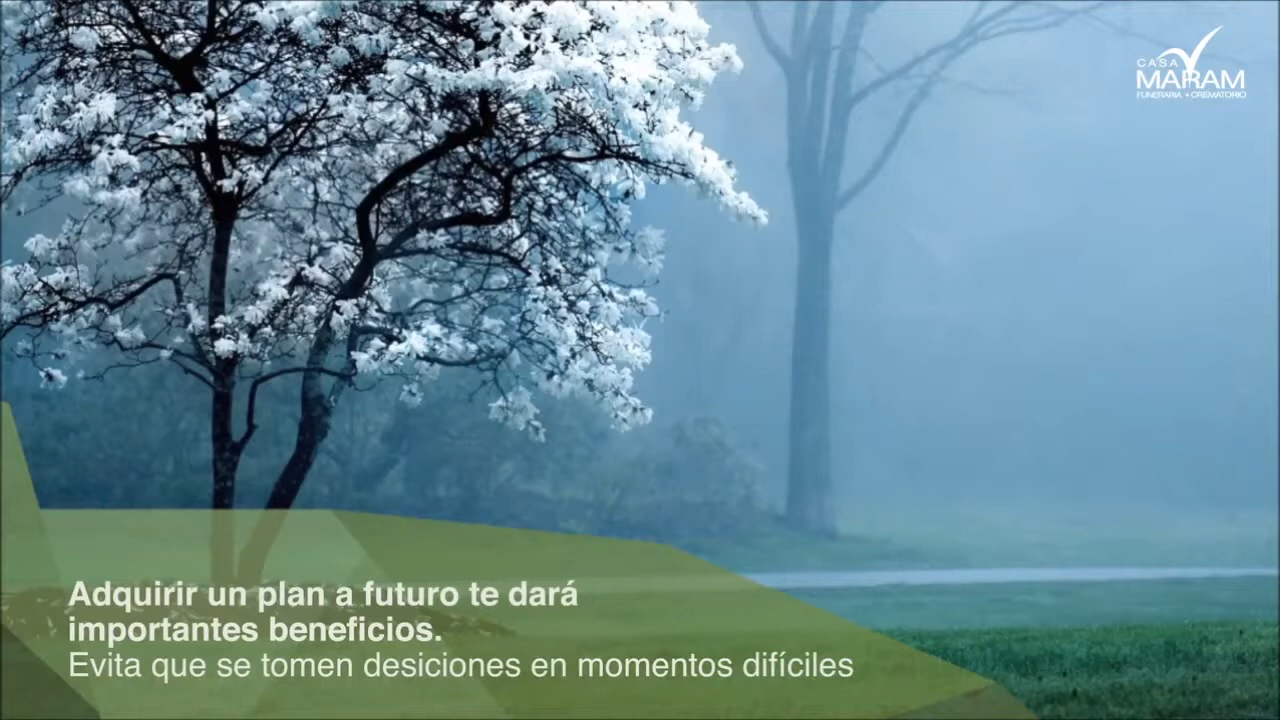 CASA
MARAM
FUNERARIA + CREMATORIO
Adquirir un plan a futuro te dará
importantes beneficios.
Evita que se tomen desiciones en momentos difíciles